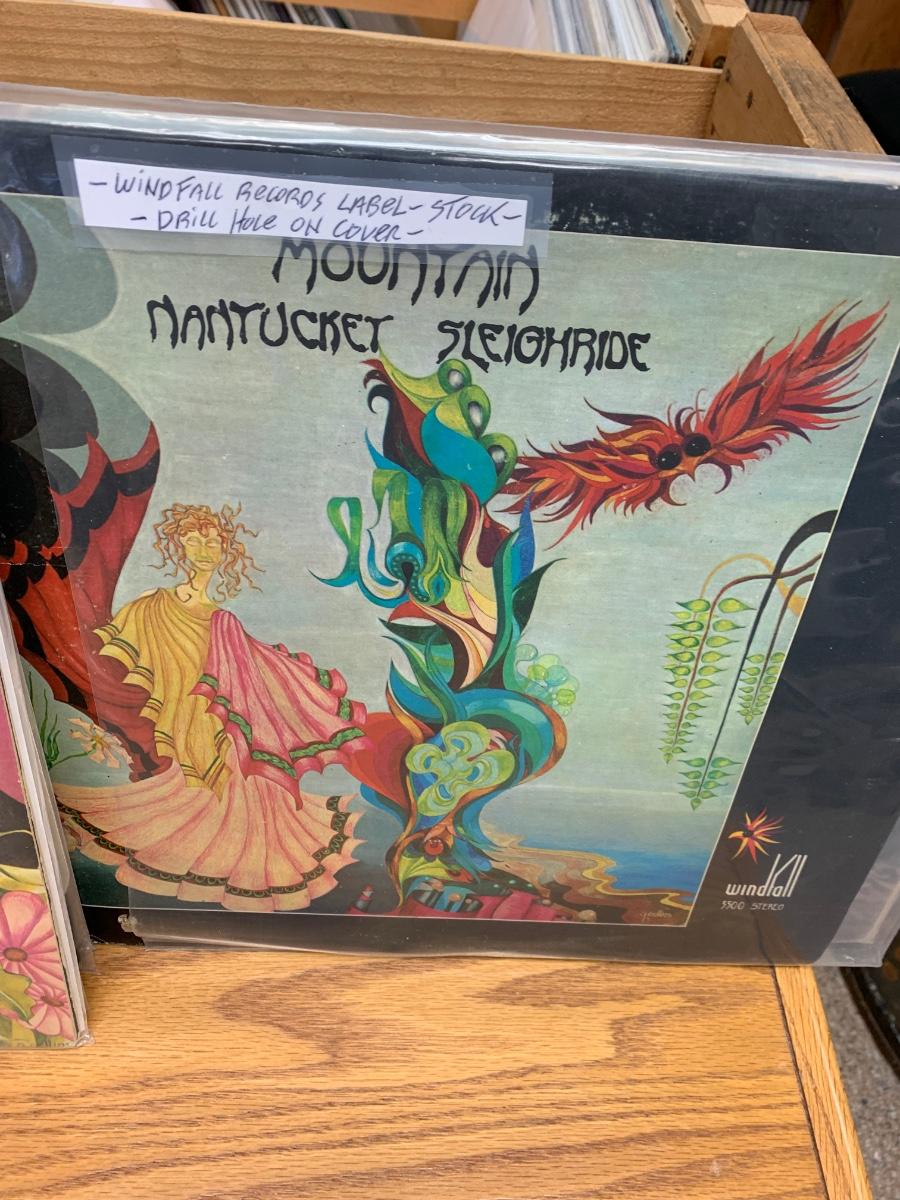 - WINDFALL RECORDS LABEL - STOCK -
- DRILL HOLE ON COVER -
MOUNTAIN
NANTUCKET SLEIGHRIDE
windfall
5500 STEREO